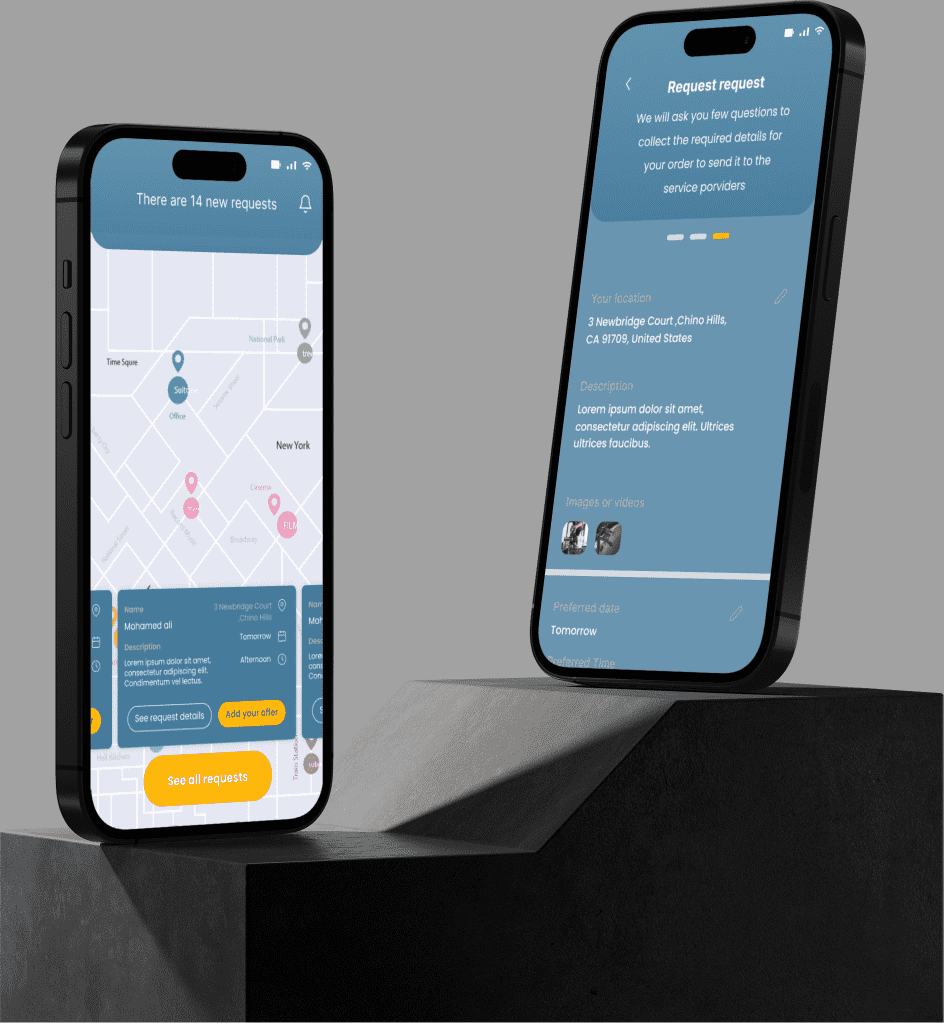 There are 14 new requests
National Park
Time Squre
Office
New York
Cinema
FILM
Broadway
Name
3 Newbridge Court
,Chino Hills
Mohamed ali
Tomorrow
Description
Afternoon
Lorem ipsum dolor sit amet,
consectetur adipiscing elit.
Condimentum vel lectus.
See request details
Add your afler
See all requests
Request request
We will ask you few questions to
collect the required details for
your order to send it to the
service porviders
Your location
3 Newbridge Court ,Chino Hills,
CA 91709, United States
Description
Lorem ipsum dolor sit amet,
consectetur adipiscing elit. Ultrices
ultrices faucibus.
Images or videos
Preferred date
Tomorrow
Preferred Time